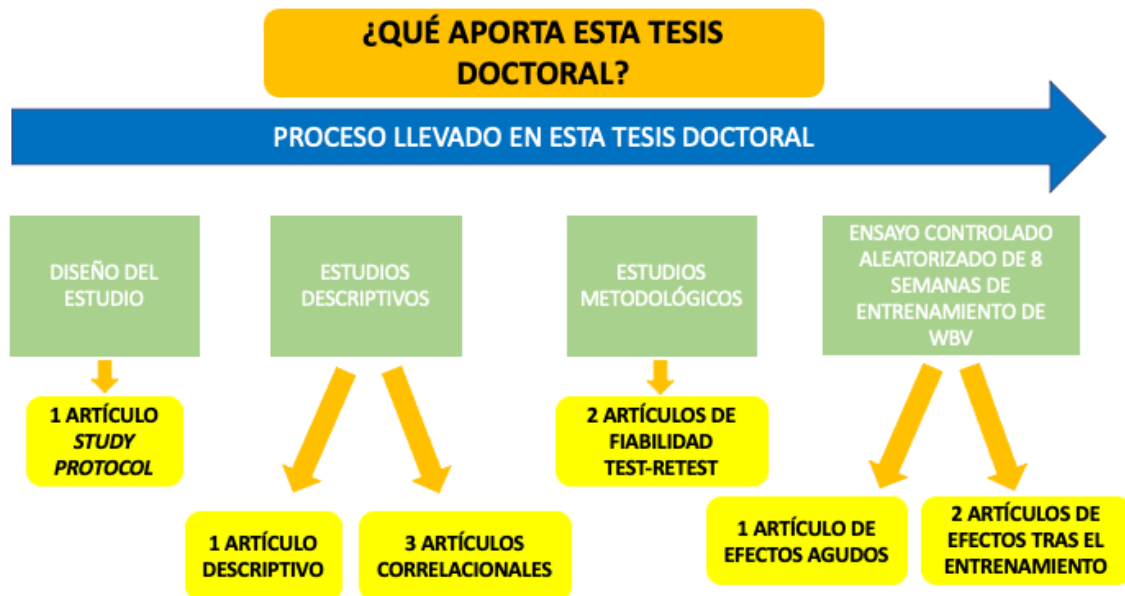 ¿QUÉ APORTA ESTA TESIS
DOCTORAL?
PROCESO LLEVADO EN ESTA TESIS DOCTORAL
DISEÑO DEL
ESTUDIO
ESTUDIOS
DESCRIPTIVOS
ESTUDIOS
METODOLÓGICOS
ENSAYO CONTROLADO
ALEATORIZADO DE 8
SEMANAS DE
ENTRENAMIENTO DE
WBV
1 ARTÍCULO
STUDY
PROTOCOL
2 ARTÍCULOS DE
FIABILIDAD
TEST-RETEST
1 ARTÍCULO
DESCRIPTIVO
3 ARTÍCULOS
CORRELACIONALES
1 ARTÍCULO DE
EFECTOS AGUDOS
2 ARTÍCULOS DE
EFECTOS TRAS EL
ENTRENAMIENTO